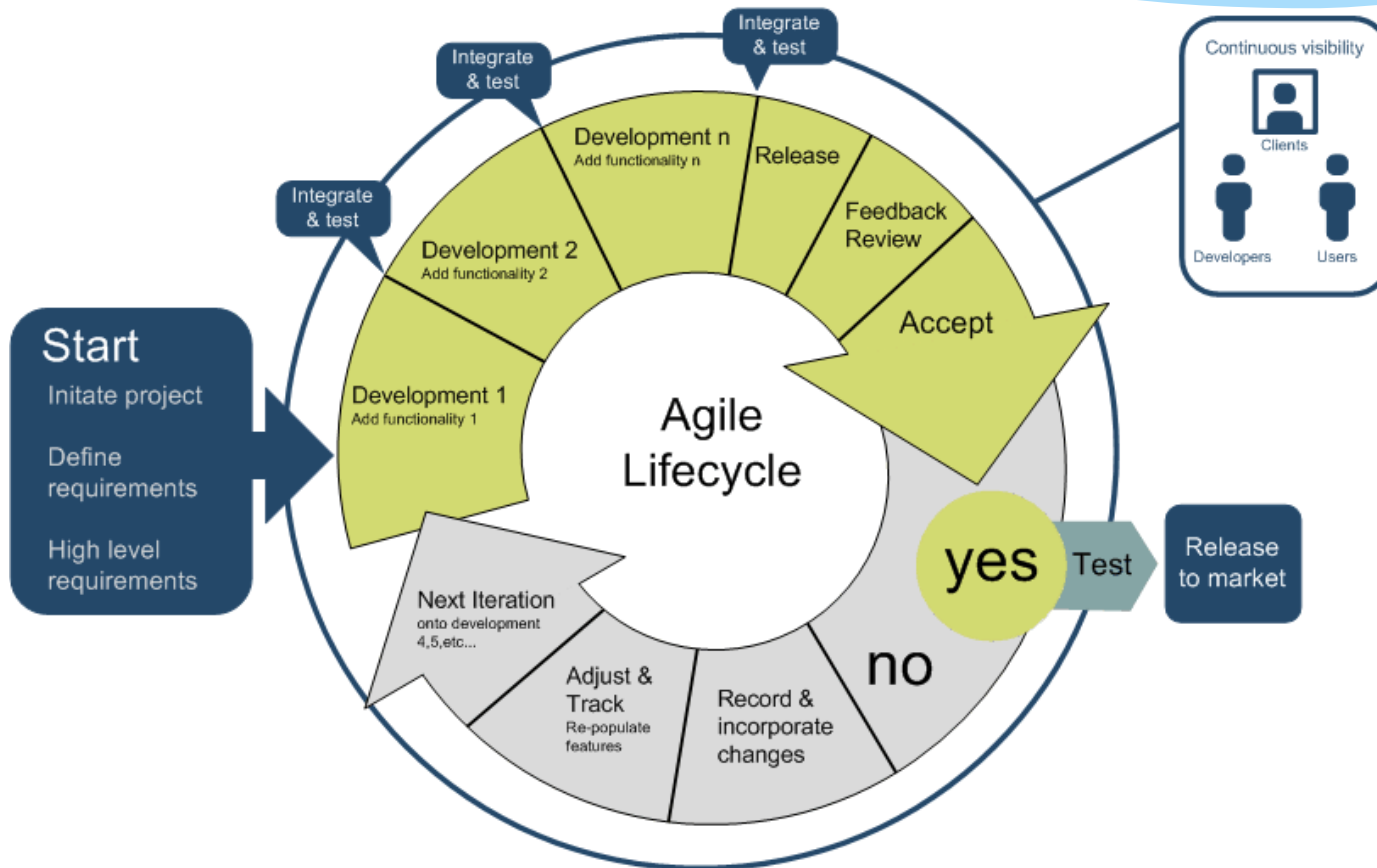 Integrate
& test
Integrate
& test
Integrate
& test
Continuous visibility
Clients
Developers
Users
Start
Initate project
Define
requirements
High level
requirements
Development 1
Add functionality 1
Development 2
Add functionality 2
Development n
Add functionality n
Release
Feedback
Review
Accept
Agile
Lifecycle
yes
Test
Release
to market
no
Record &
incorporate
changes
Adjust &
Track
Re-populate
features
Next Iteration
onto development
4,5,etc...